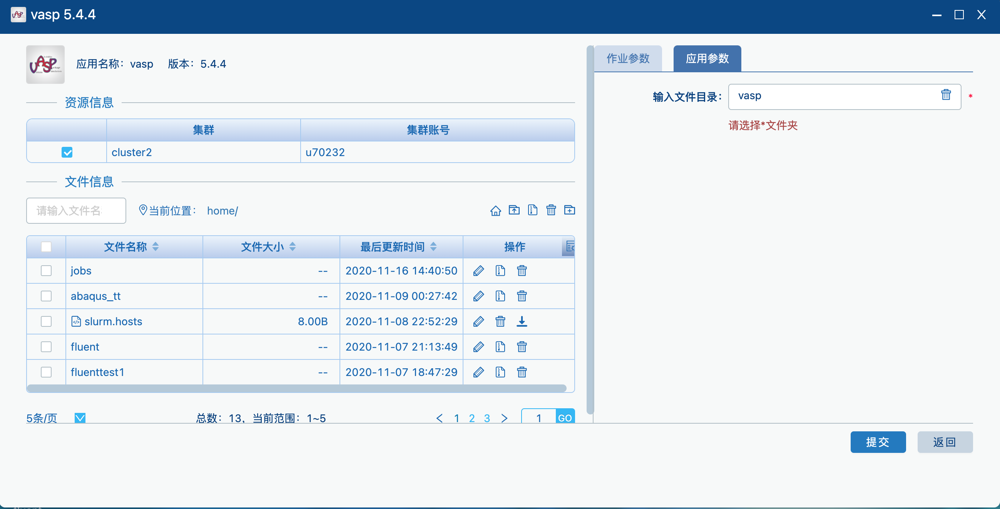 vasp 5.4.4
应用名称： vasp 版本： 5.4.4
作业参数 应用参数
输入文件目录： vasp *
请选择*文件夹
资源信息
集群 集群账号
cluster2 u70232
文件信息
请输入文件名 当前位置： home/
文件名称 文件大小 最后更新时间 操作
jobs -- 2020-11-16 14:40:50
abaqus_tt -- 2020-11-09 00:27:42
slurm.hosts 8.00B 2020-11-08 22:52:29
fluent -- 2020-11-07 21:13:49
fluenttest1 -- 2020-11-07 18:47:29
5条/页 总数： 13， 当前范围： 1~5 < 1 2 3 > 1 GO
提交 返回